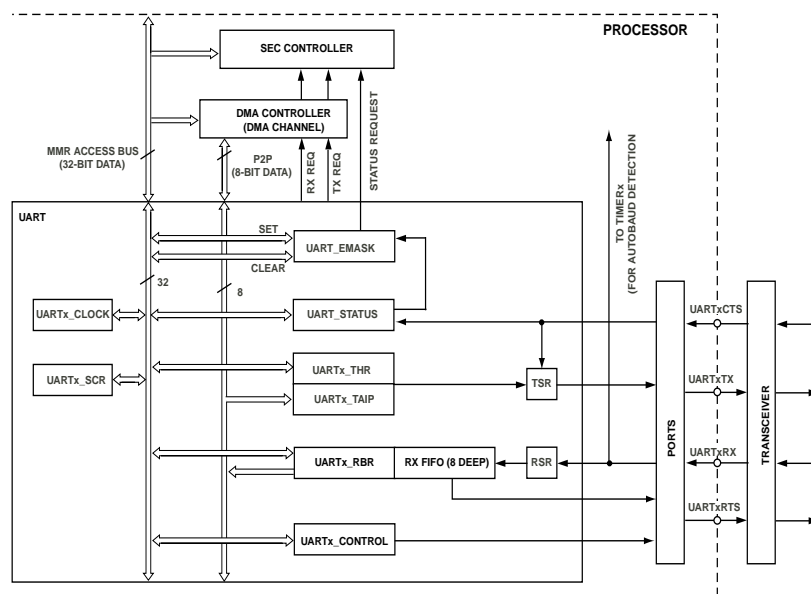 PROCESSOR
SEC CONTROLLER
DMA CONTROLLER
(DMA CHANNEL)
MMR ACCESS BUS
(32-BIT DATA)
P2P
(8-BIT DATA)
RX REQ
TX REQ
STATUS REQUEST
TO TIMERx
(FOR AUTOBAUD DETECTION)
UART
SET
UART_EMASK
CLEAR
32
8
UARTx_CLOCK
UART_STATUS
UARTxCTS
UARTx_THR
UARTx_SCR
TSR
UARTxTX
UARTx_TAIP
PORTS
TRANSCEIVER
UARTx_RBR
RX FIFO (8 DEEP)
RSR
UARTxRX
UARTxRTS
UARTx_CONTROL